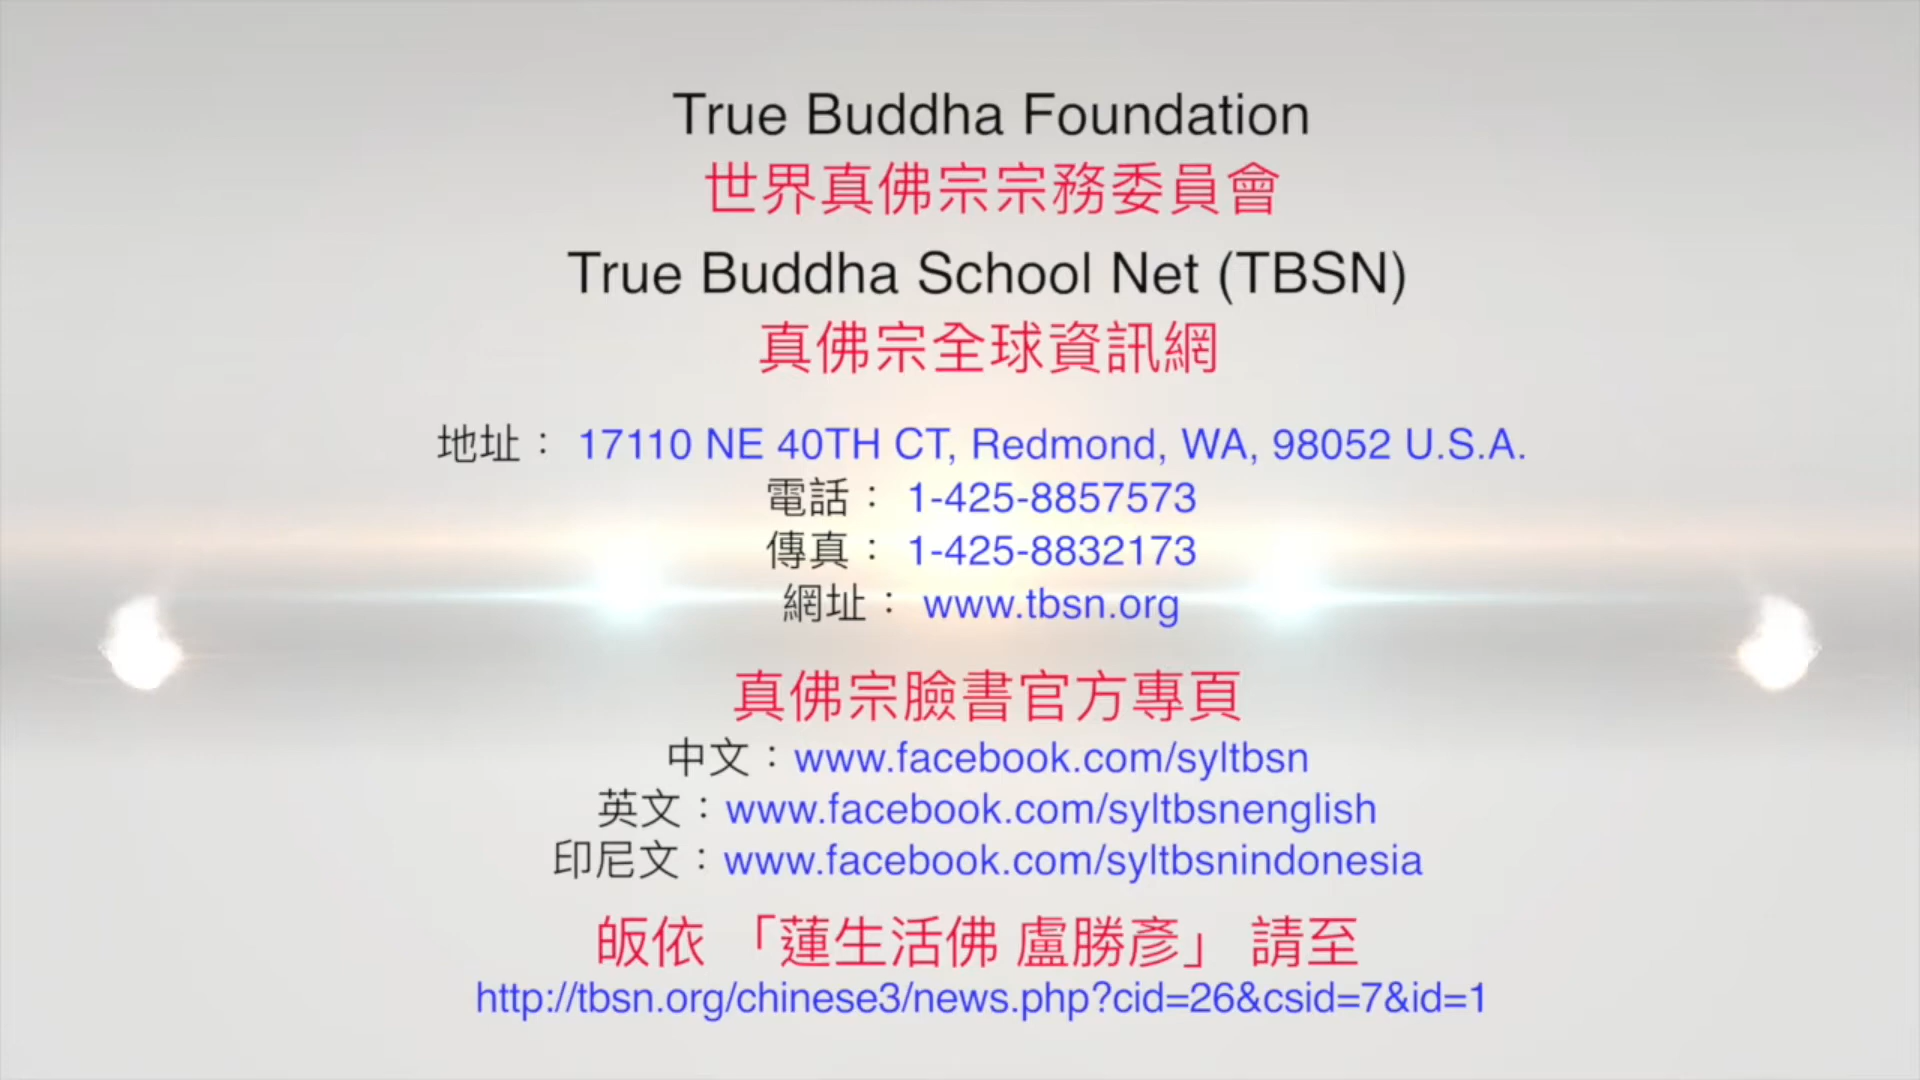 True Buddha Foundation
世界真佛宗宗務委員會
True Buddha School Net (TBSN)
真佛宗全球資訊網
地址： 17110 NE 40TH CT, Redmond, WA, 98052 U.S.A.
電話： 1-425-8857573
傳真： 1-425-8832173
網址： www.tbsn.org
真佛宗臉書官方專頁
中文：www.facebook.com/syltbsn
英文：www.facebook.com/syltbsnenglish
印尼文：www.facebook.com/syltbsnindonesia
皈依 「蓮生活佛 盧勝彥」 請至
http://tbsn.org/chinese3/news.php?cid=26&csid=7&id=1